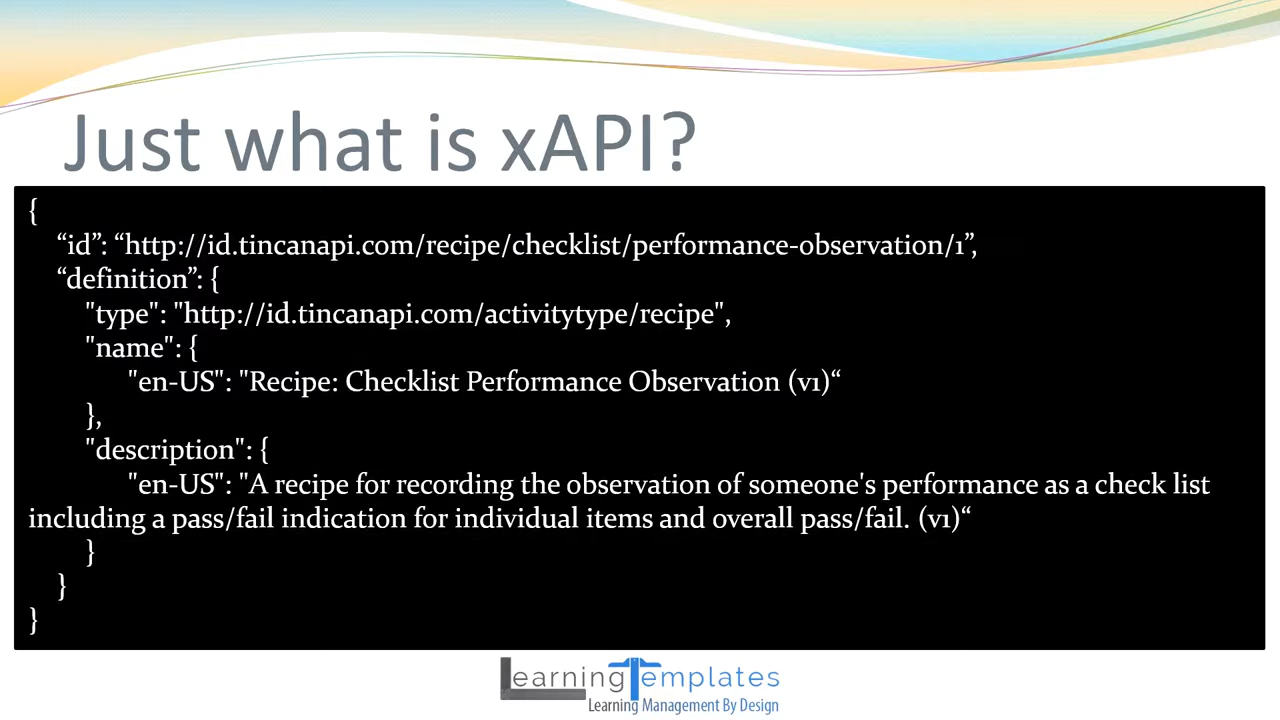 Just what is xAPI?
{
“id”: “http://id.tincanapi.com/recipe/checklist/performance-observation/1”,
“definition”: {
"type": "http://id.tincanapi.com/activitytype/recipe",
"name": {
"en-US": "Recipe: Checklist Performance Observation (v1)“
},
"description": {
"en-US": "A recipe for recording the observation of someone's performance as a check list
including a pass/fail indication for individual items and overall pass/fail. (v1)“
}
}
}
LearningTemplates
Learning Management By Design